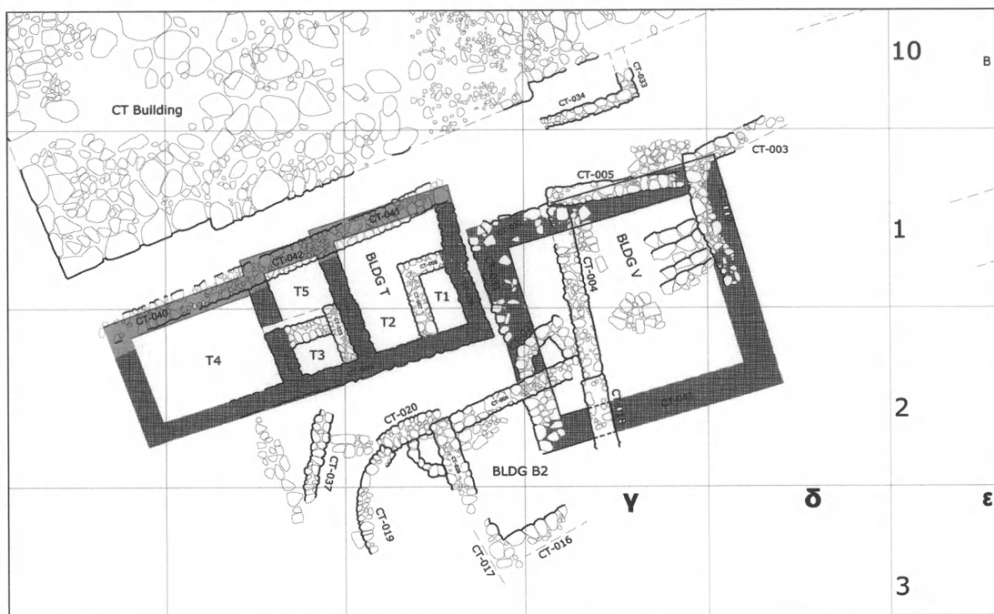 10
B
CT-033
CT-034
CT Building
CT-003
CT-005
CT-041
1
BLDG V
CT-042
CT-004
BLDG T
T1
T5
CT-040
T2
T3
T4
CT-020
2
BLDG B2
CT-037
γ
δ
ε
CT-019
CT-016
CT-017
3